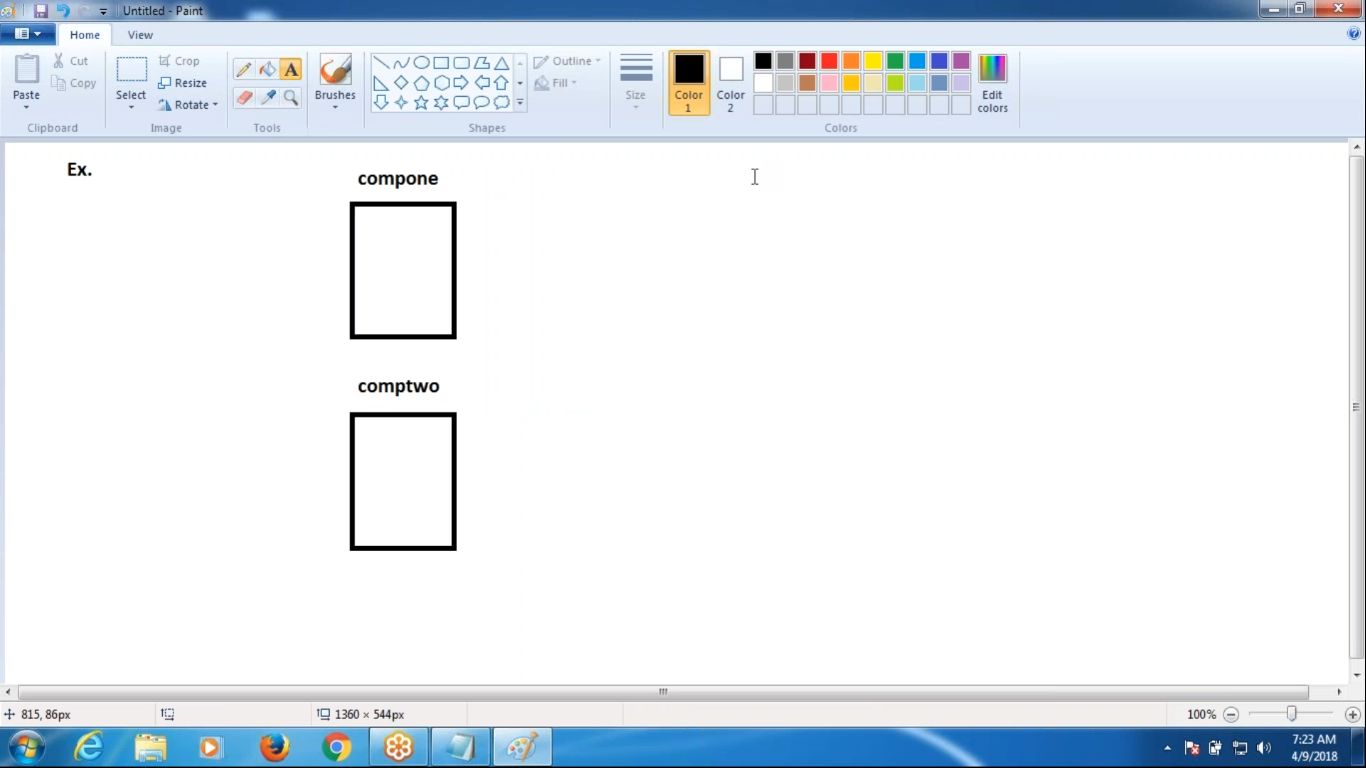 Untitled - Paint
Home
View
Paste
Cut
Copy
Clipboard
Select
Crop
Resize
Rotate
Image
A
Tools
Brushes
Outline
Fill
Shapes
Size
Color
1
Color
2
Edit
colors
Colors
Ex.
compone
comptwo
815, 86px
1360 × 544px
100%
7:23 AM
4/9/2018